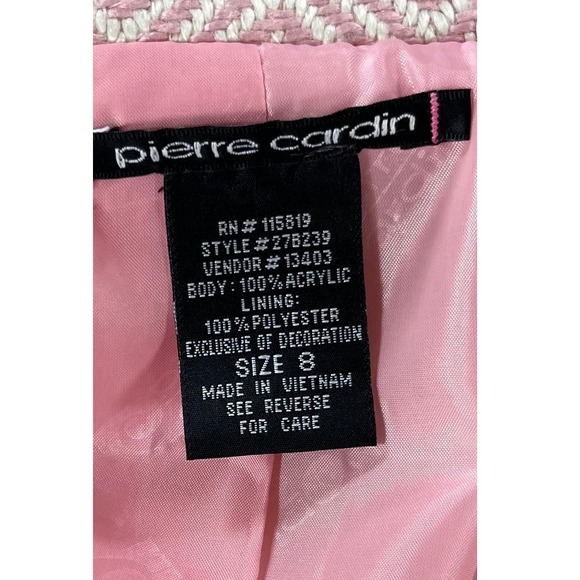 pierre cardin
RN# 115819
STYLE# 27B239
VENDOR# 13403
BODY: 100% ACRYLIC
LINING:
100% POLYESTER
EXCLUSIVE OF DECORATION
SIZE 8
MADE IN VIETNAM
SEE REVERSE
FOR CARE